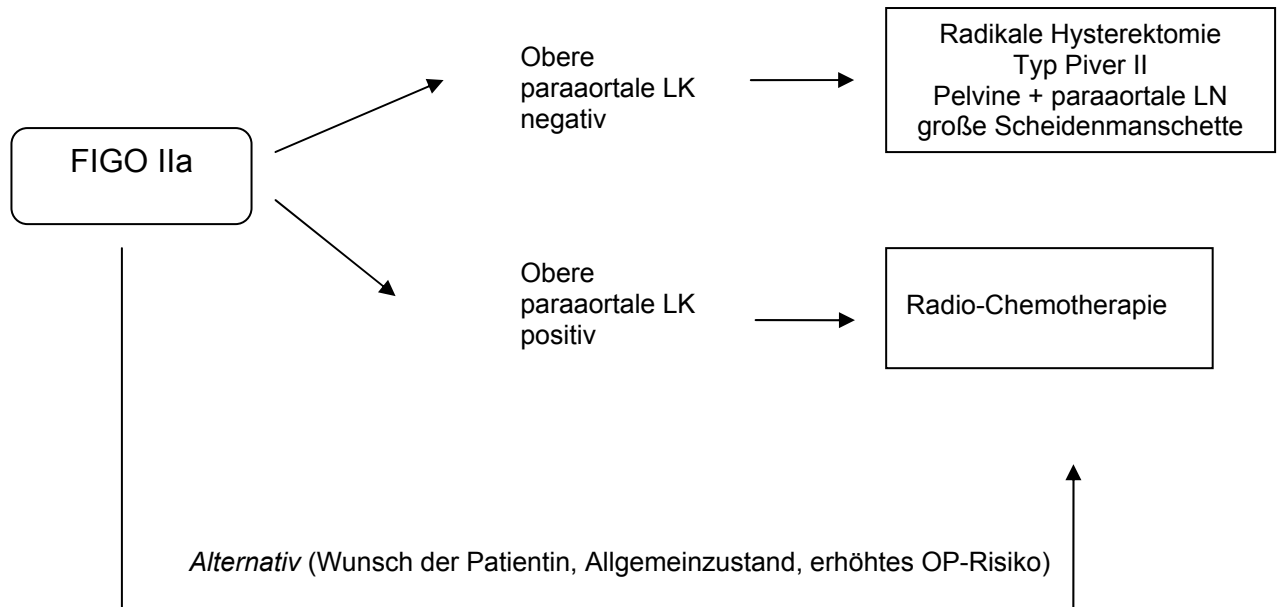 FIGO IIa
Obere
paraaortale LK
negativ
Radikale Hysterektomie
Typ Piver II
Pelvine + paraaortale LN
große Scheidenmanschette
Obere
paraaortale LK
positiv
Radio-Chemotherapie
Alternativ (Wunsch der Patientin, Allgemeinzustand, erhöhtes OP-Risiko)